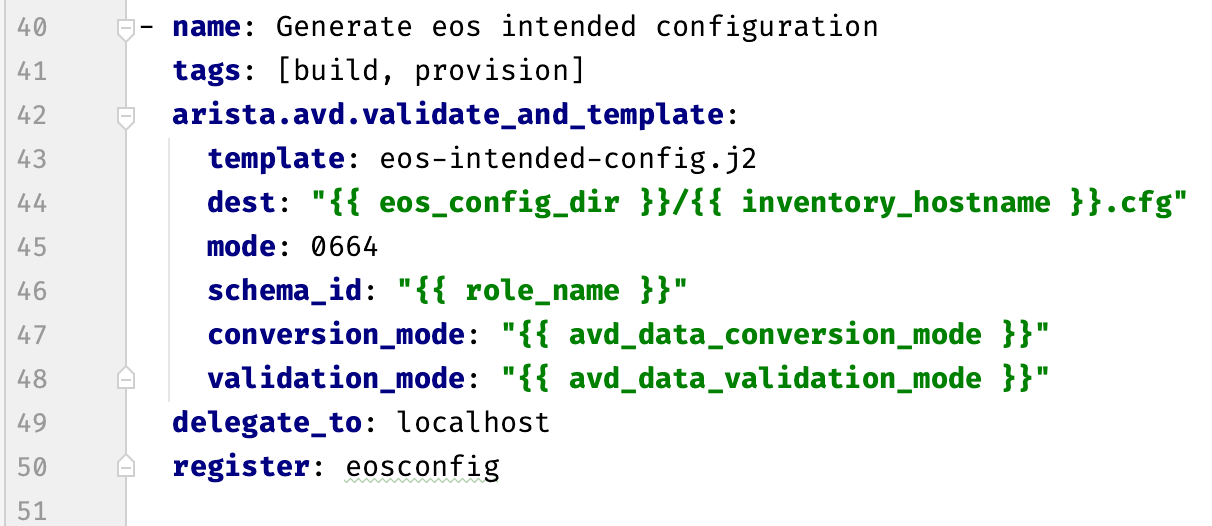 40 - name: Generate eos intended configuration
41   tags: [build, provision]
42   arista.avd.validate_and_template:
43     template: eos-intended-config.j2
44     dest: "{{ eos_config_dir }}/{{ inventory_hostname }}.cfg"
45     mode: 0664
46     schema_id: "{{ role_name }}"
47     conversion_mode: "{{ avd_data_conversion_mode }}"
48     validation_mode: "{{ avd_data_validation_mode }}"
49   delegate_to: localhost
50   register: eosconfig
51